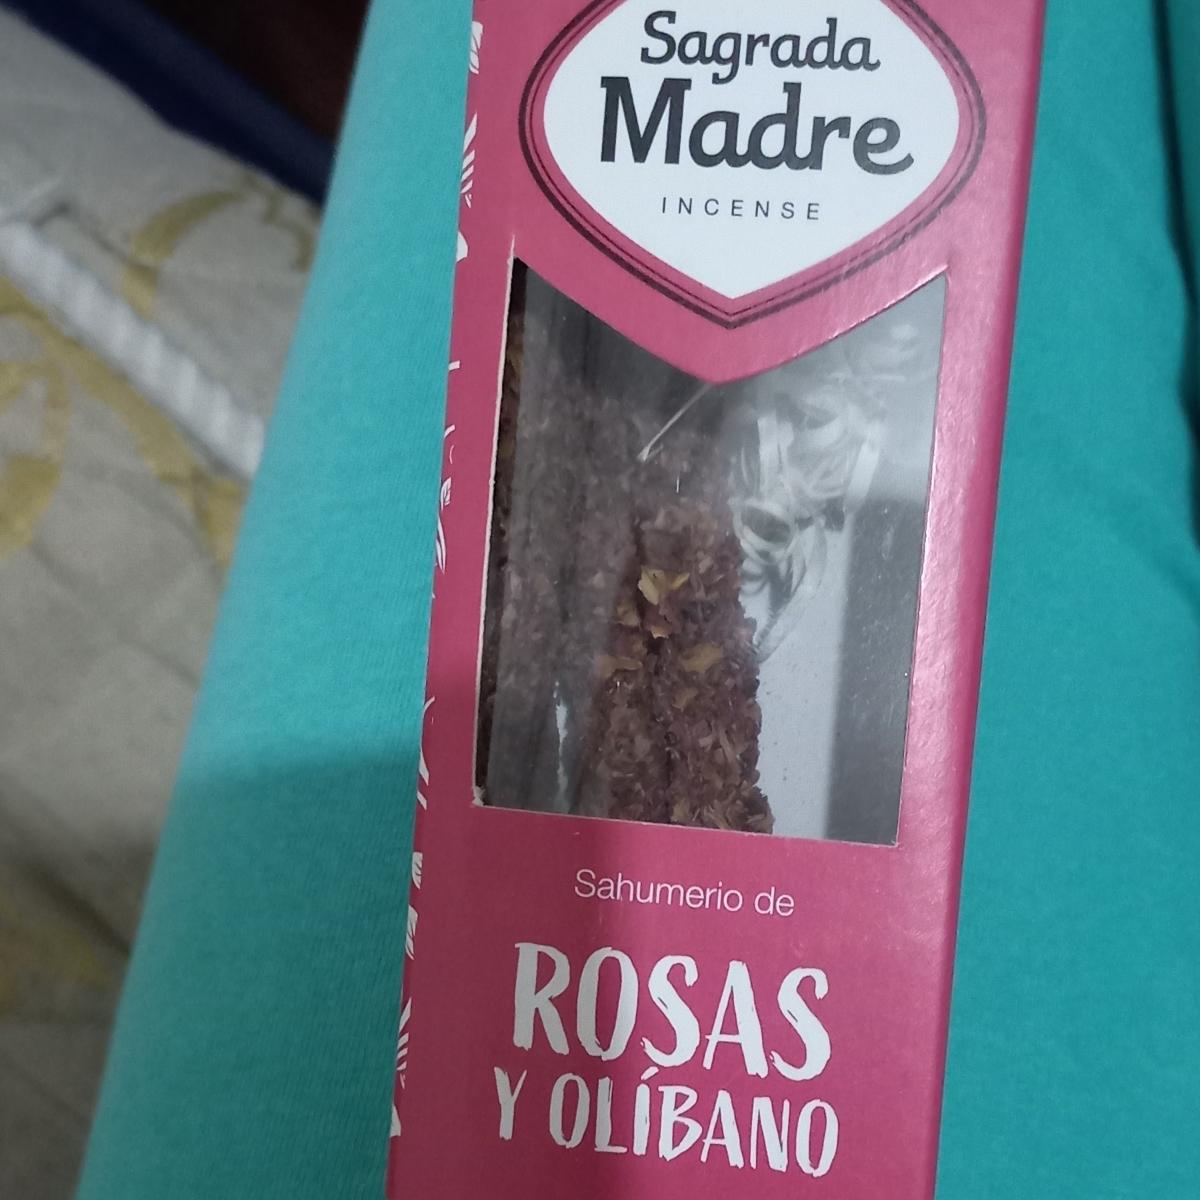 Sagrada
Madre
INCENSE
Sahumerio de
ROSAS
Y OLÍBANO